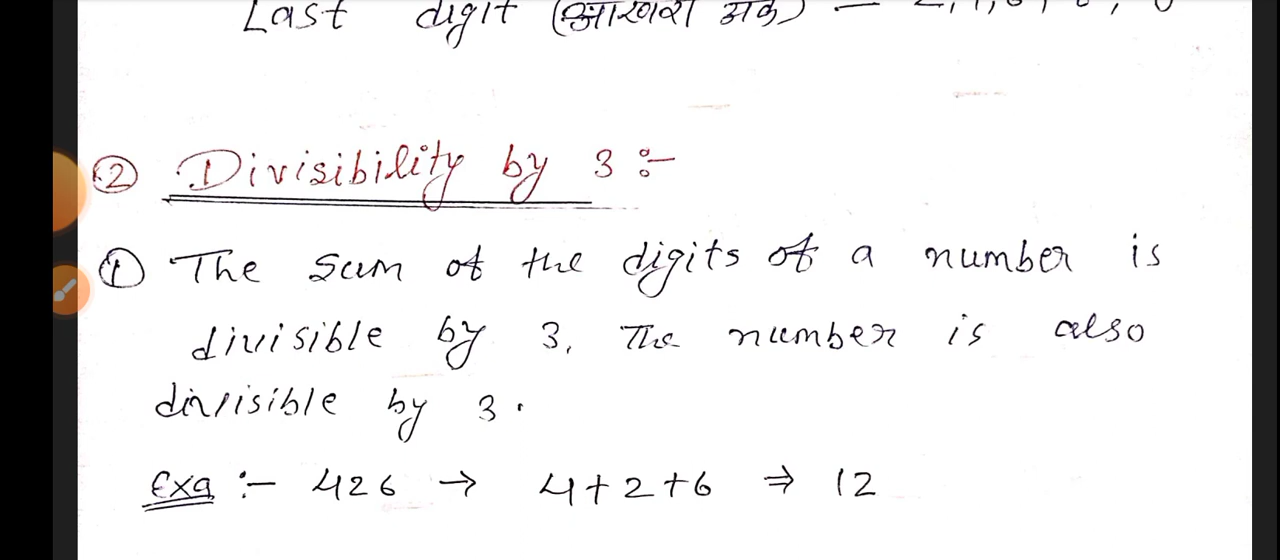 Last digit (आखिरी अंक) –
② Divisibility by 3 :-
① The sum of the digits of a number is
divisible by 3, The number is also
divisible by 3.
Exa :- 426 → 4+2+6 ⇒ 12